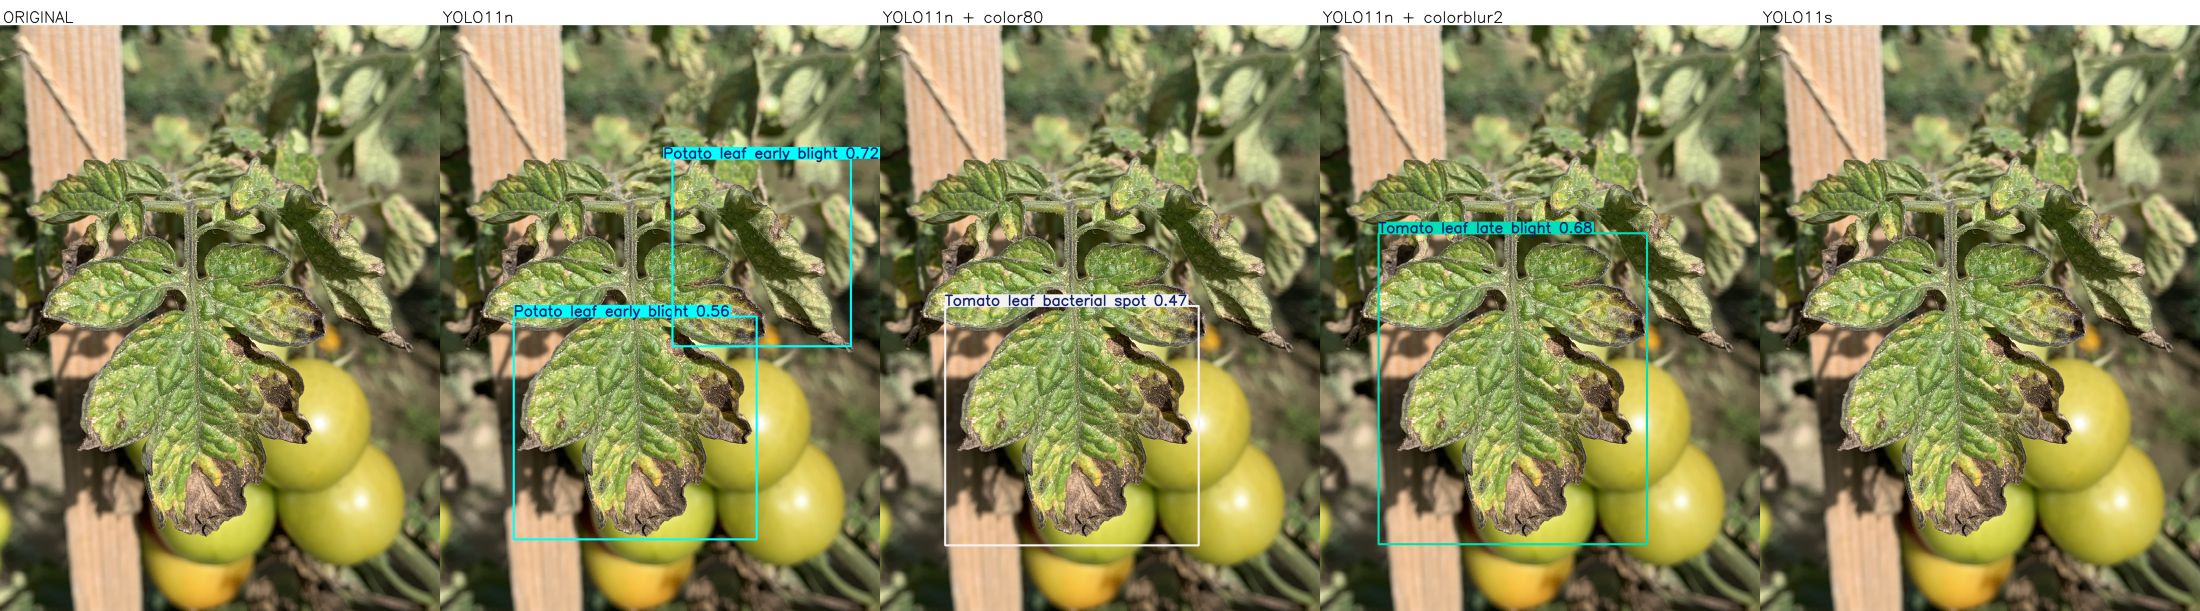 ORIGINAL
YOLO11n
YOLO11n + color80
YOLO11n + colorblur2
YOLO11s
Potato leaf early blight 0.72
Potato leaf early blight 0.56
Tomato leaf bacterial spot 0.47
Tomato leaf late blight 0.68